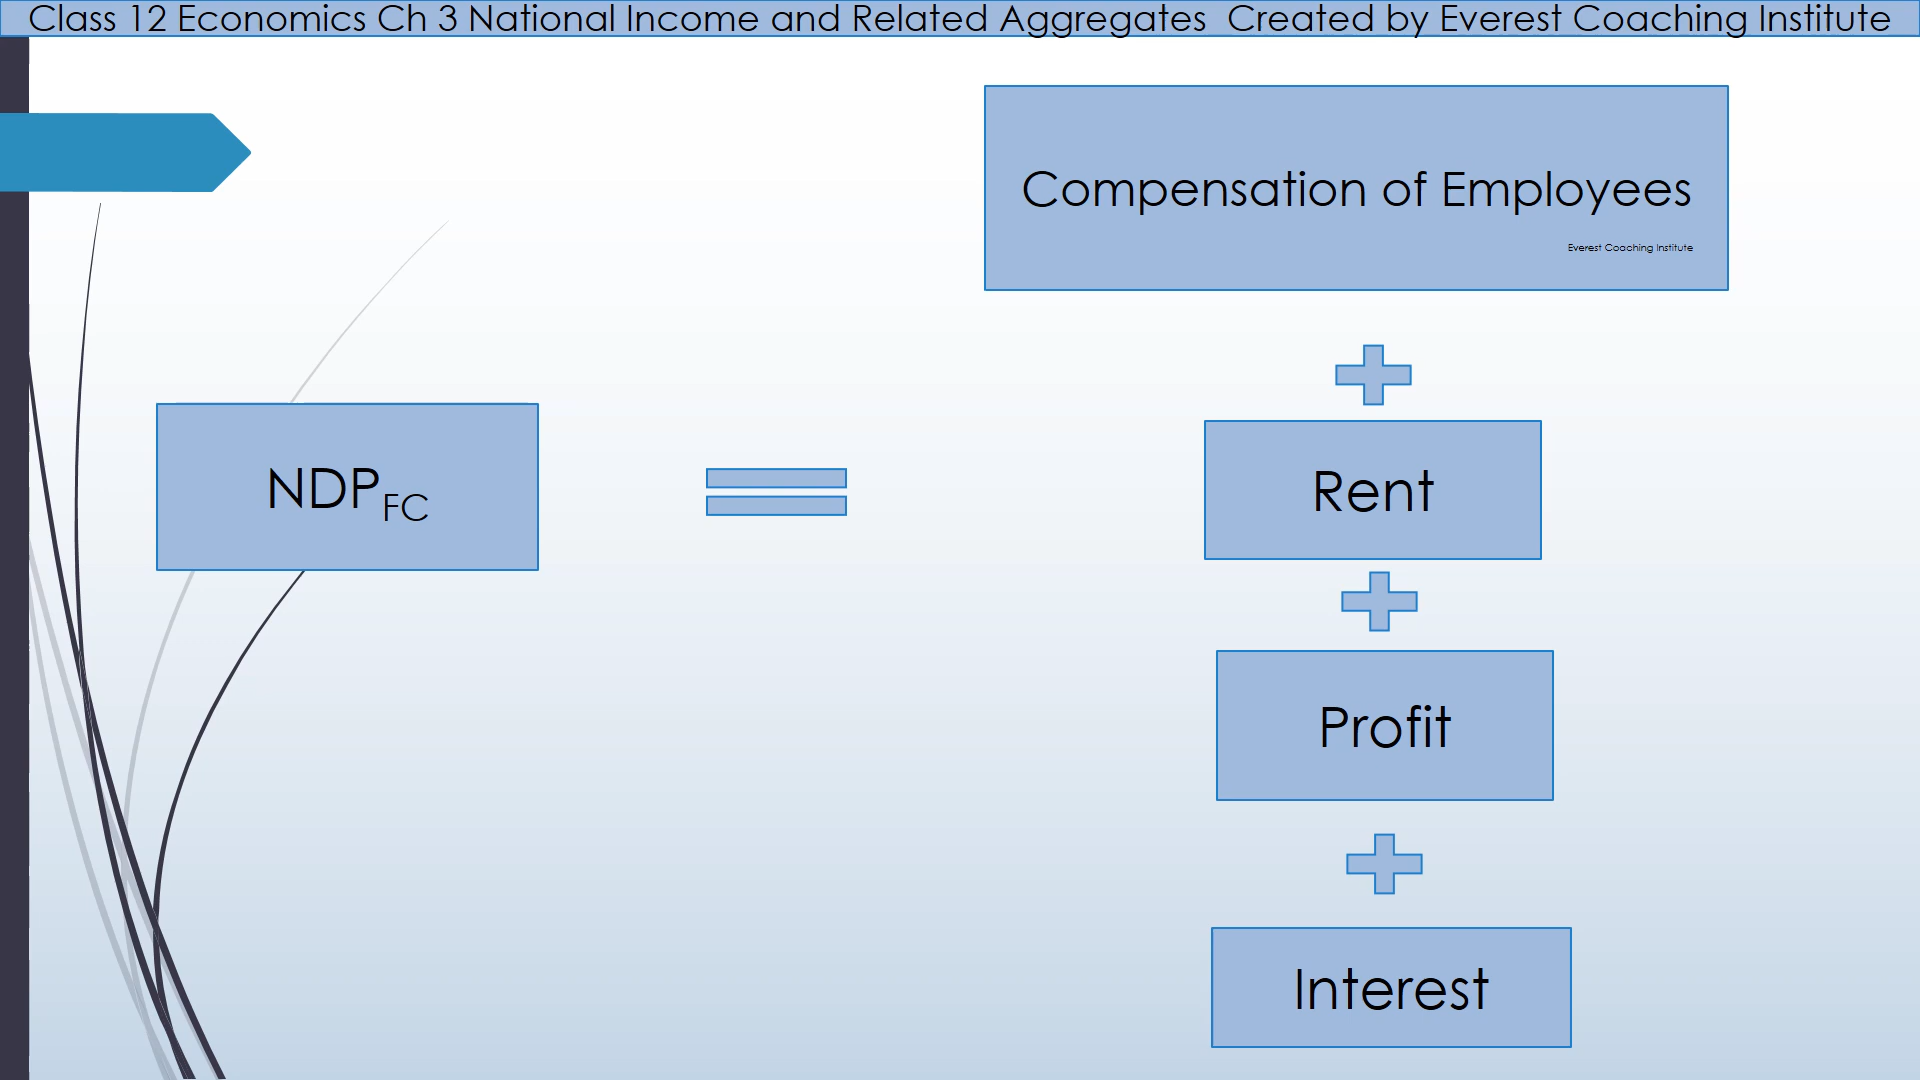 Class 12 Economics Ch 3 National Income and Related Aggregates  Created by Everest Coaching Institute
Compensation of Employees
Everest Coaching Institute
NDPFC
Rent
Profit
Interest